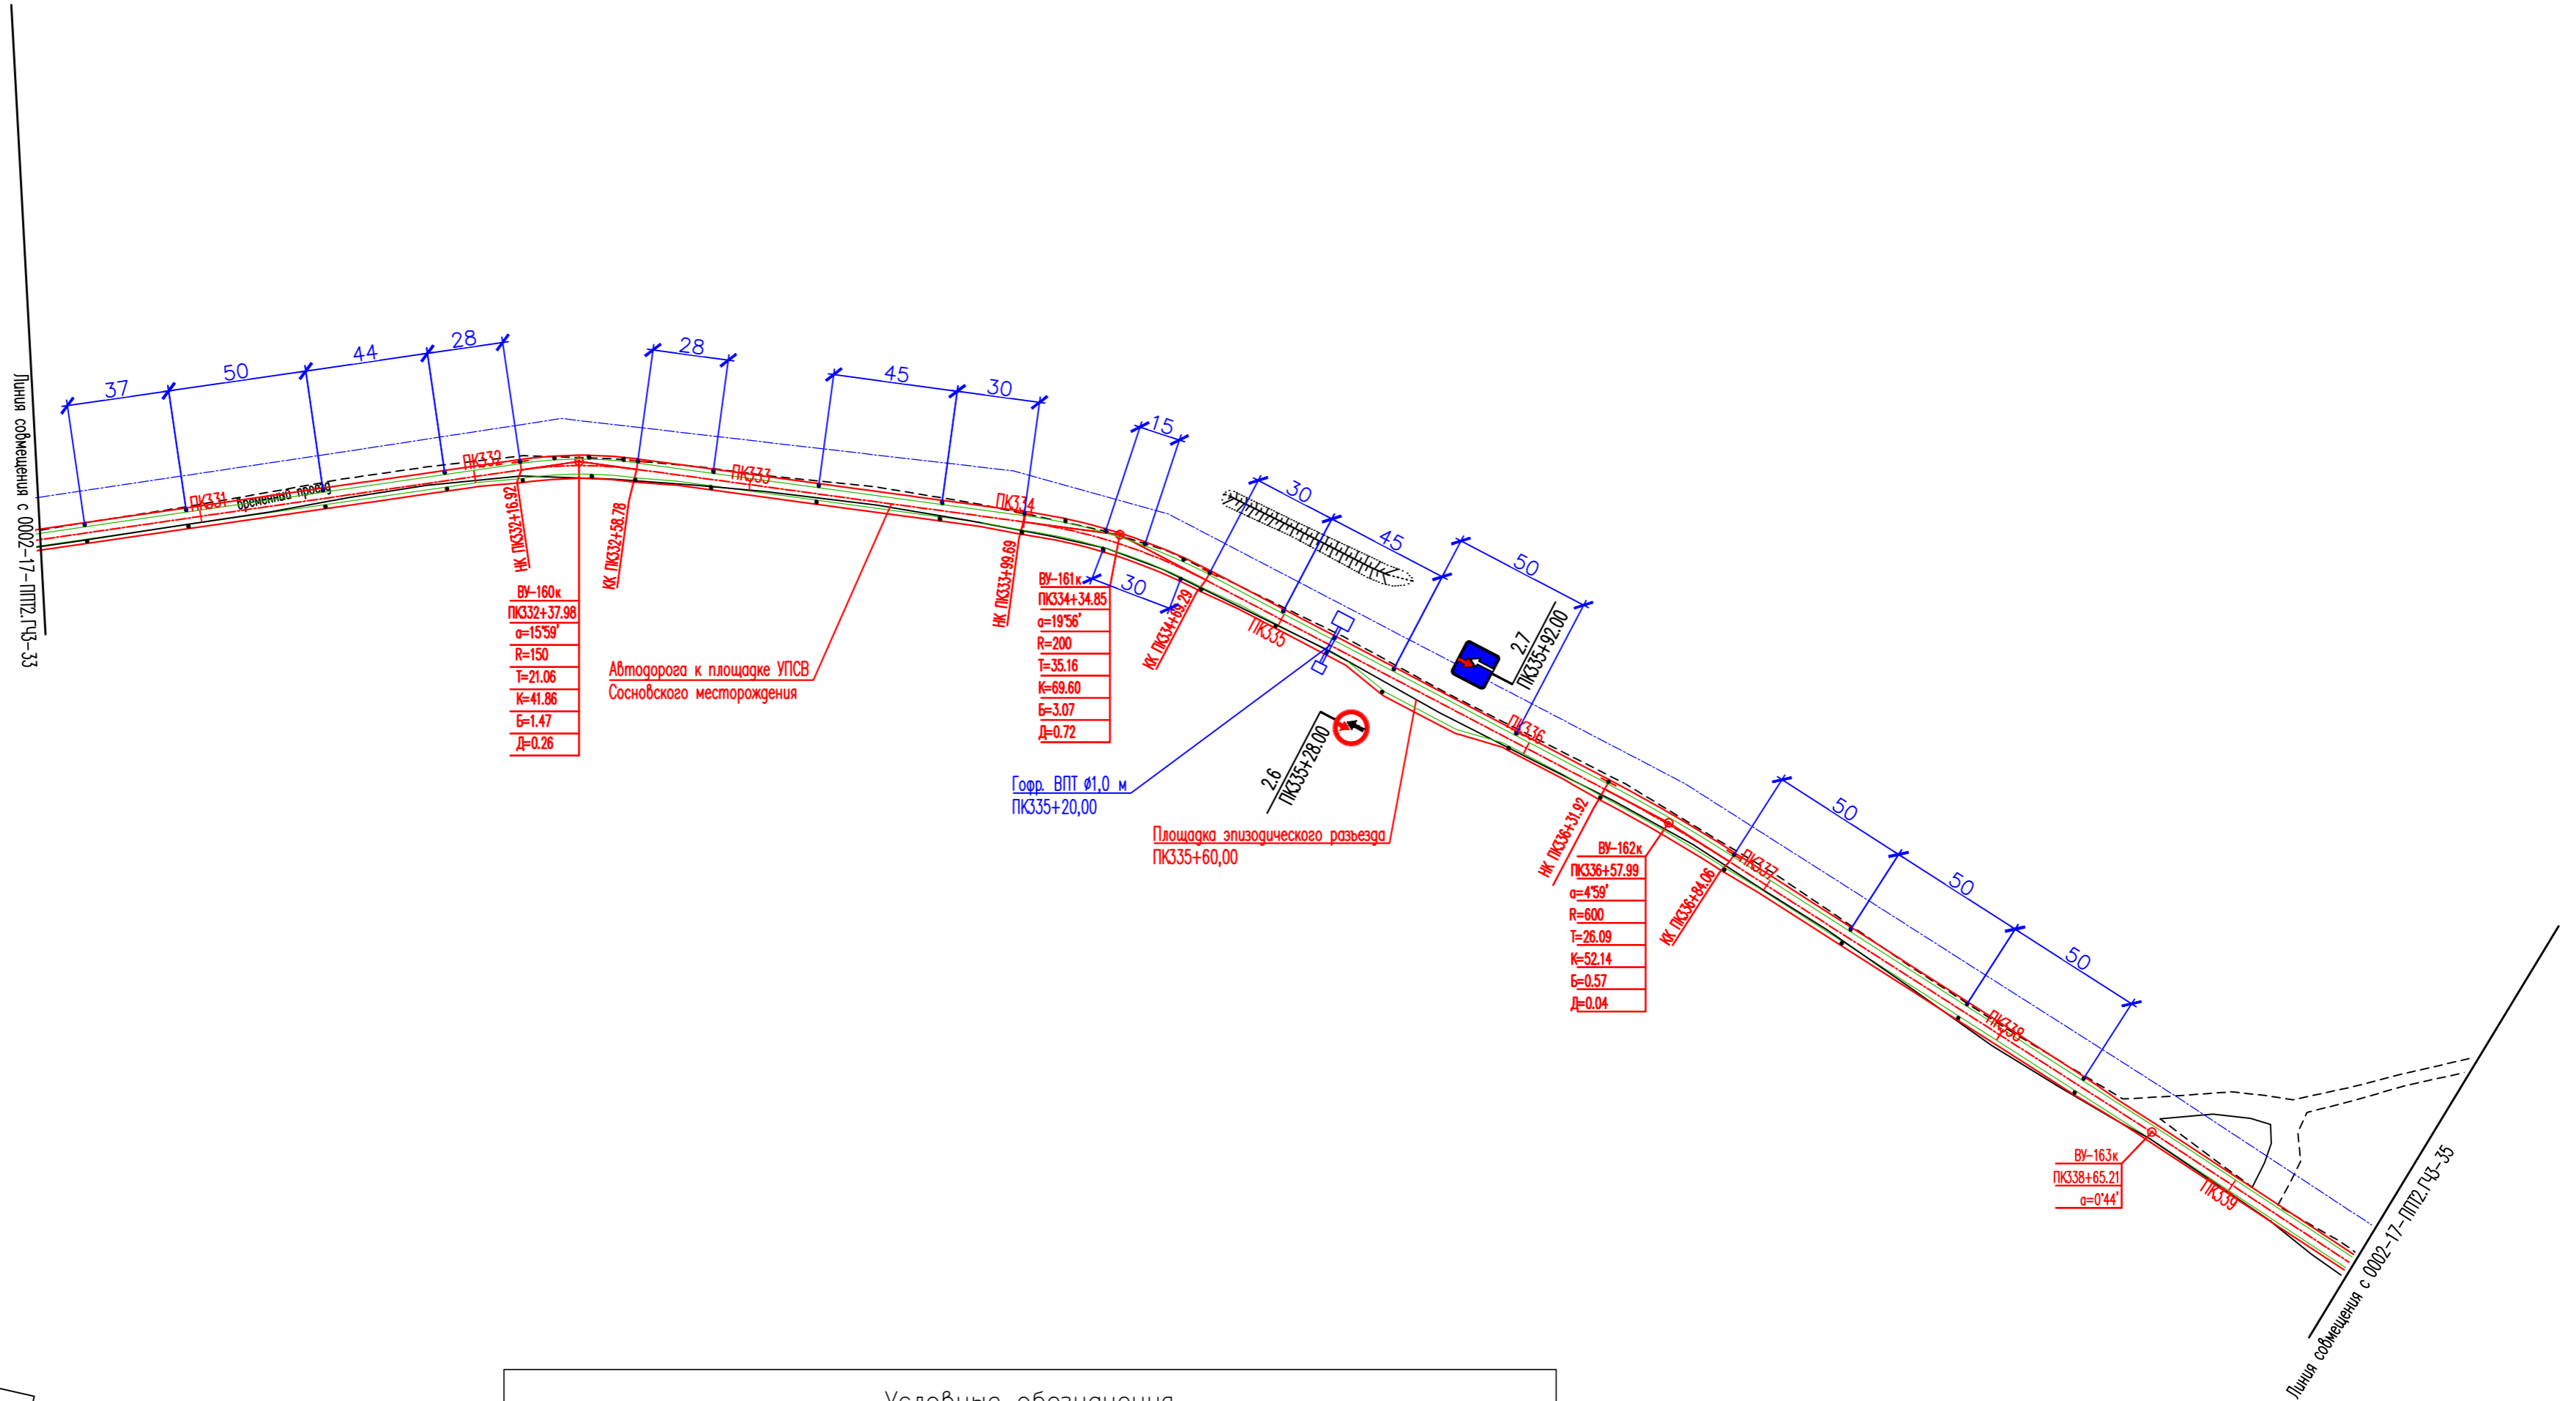 Линия совмещения с 0002-17-ППТ2.ГЧ3-33
37
50
44
28
28
45
30
15
30
30
45
50
50
50
50
ПК331
временный проезд
ПК332
ПК333
ПК334
ПК335
ПК336
ПК337
ПК338
ПК339
НК ПК332+16.92
КК ПК332+58.78
ВУ-160к
ПК332+37.98
α=15°59'
R=150
Т=21.06
К=41.86
Б=1.47
Д=0.26
Автодорога к площадке УПСВ
Сосновского месторождения
НК ПК333+99.69
КК ПК334+69.29
ВУ-161к
ПК334+34.85
α=19°56'
R=200
Т=35.16
К=69.60
Б=3.07
Д=0.72
Гофр. ВПТ Ø1,0 м
ПК335+20,00
2.6
ПК335+28.00
2.7
ПК335+92.00
Площадка эпизодического разъезда
ПК335+60,00
НК ПК336+31.92
КК ПК336+84.06
ВУ-162к
ПК336+57.99
α=4°59'
R=600
Т=26.09
К=52.14
Б=0.57
Д=0.04
ВУ-163к
ПК338+65.21
α=0°44'
Линия совмещения с 0002-17-ППТ2.ГЧ3-35
Условные обозначения